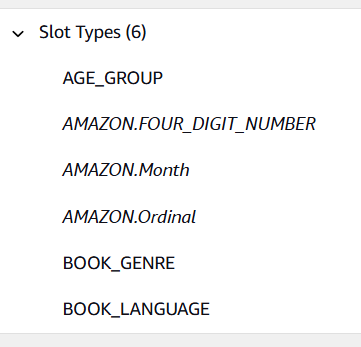 Slot Types (6)
AGE_GROUP
AMAZON.FOUR_DIGIT_NUMBER
AMAZON.Month
AMAZON.Ordinal
BOOK_GENRE
BOOK_LANGUAGE